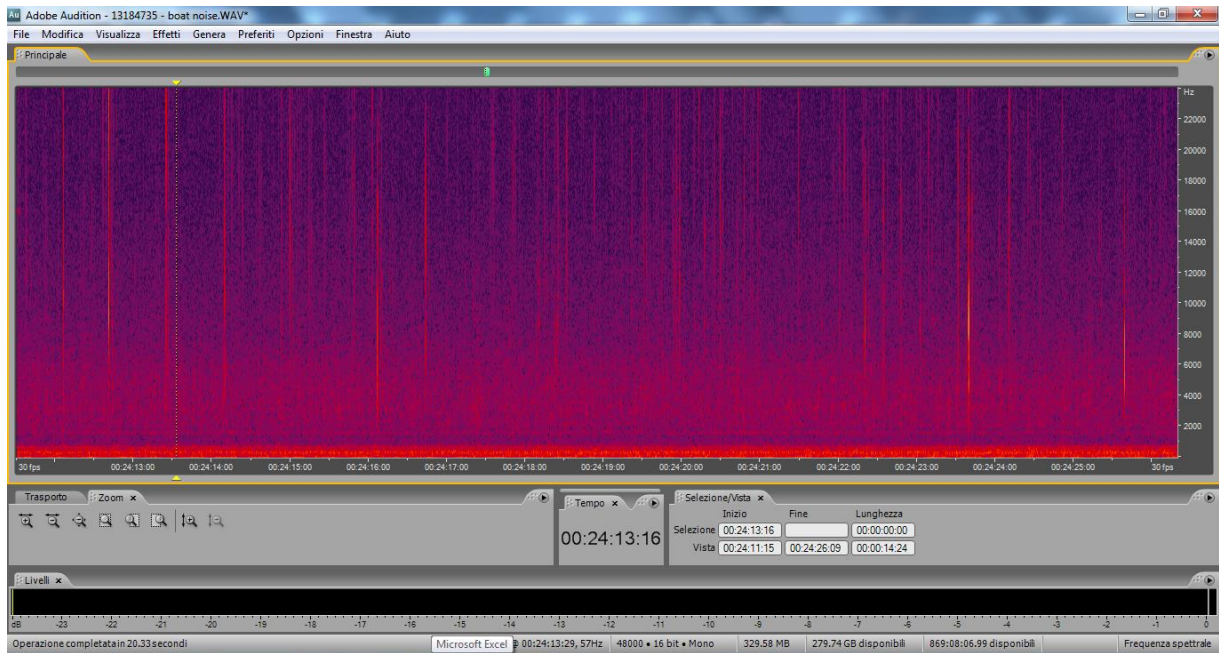 Au Adobe Audition - 13184735 - boat noise.WAV*
File Modifica Visualizza Effetti Genera Preferiti Opzioni Finestra Aiuto
Principale
Hz
22000
20000
18000
16000
14000
12000
10000
8000
6000
4000
2000
30 fps 00:24:13:00 00:24:14:00 00:24:15:00 00:24:16:00 00:24:17:00 00:24:18:00 00:24:19:00 00:24:20:00 00:24:21:00 00:24:22:00 00:24:23:00 00:24:24:00 00:24:25:00 30 fps
Trasporto Zoom x Tempo x Selezione/Vista x
Inizio Fine Lunghezza
Selezione 00:24:13:16 00:00:00:00
00:24:13:16
Vista 00:24:11:15 00:24:26:09 00:00:14:24
Livelli x
dB -23 -22 -21 -20 -19 -18 -17 -16 -15 -14 -13 -12 -11 -10 -9 -8 -7 -6 -5 -4 -3 -2 -1 0
Operazione completata in 20.33 secondi Microsoft Excel @ 00:24:13:29, 57Hz 48000 • 16 bit • Mono 329.58 MB 279.74 GB disponibili 869:08:06.99 disponibili Frequenza spettrale